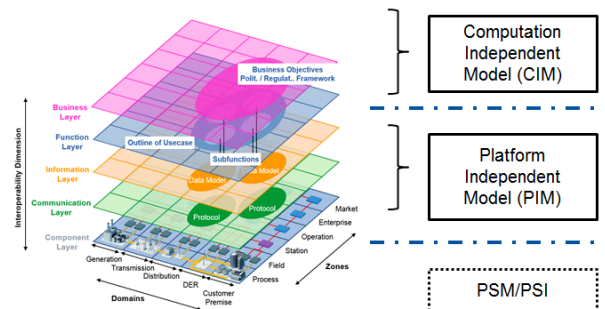 Business Objectives
Polit. / Regulat.. Framework
Business
Layer
Function
Layer
Outline of Usecase
Subfunctions
Information
Layer
Data Model
Data Model
Communication
Layer
Protocol
Protocol
Component
Layer
Interoperability Dimension
Generation
Transmission
Distribution
DER
Customer
Premise
Domains
Market
Enterprise
Operation
Station
Field
Process
Zones
Computation
Independent
Model (CIM)
Platform
Independent
Model (PIM)
PSM/PSI